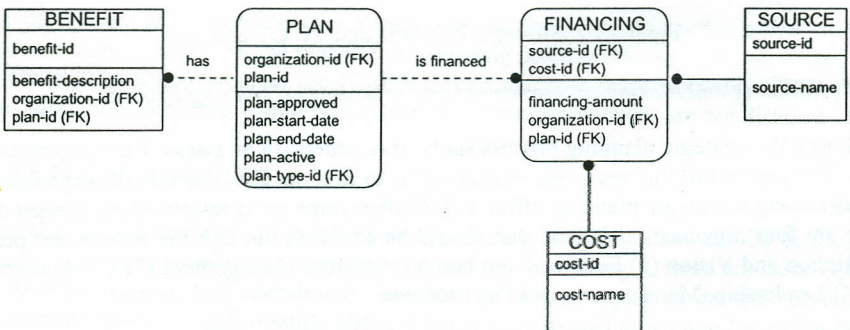 BENEFIT
benefit-id
benefit-description
organization-id (FK)
plan-id (FK)
has
PLAN
organization-id (FK)
plan-id
plan-approved
plan-start-date
plan-end-date
plan-active
plan-type-id (FK)
is financed
FINANCING
source-id (FK)
cost-id (FK)
financing-amount
organization-id (FK)
plan-id (FK)
SOURCE
source-id
source-name
COST
cost-id
cost-name